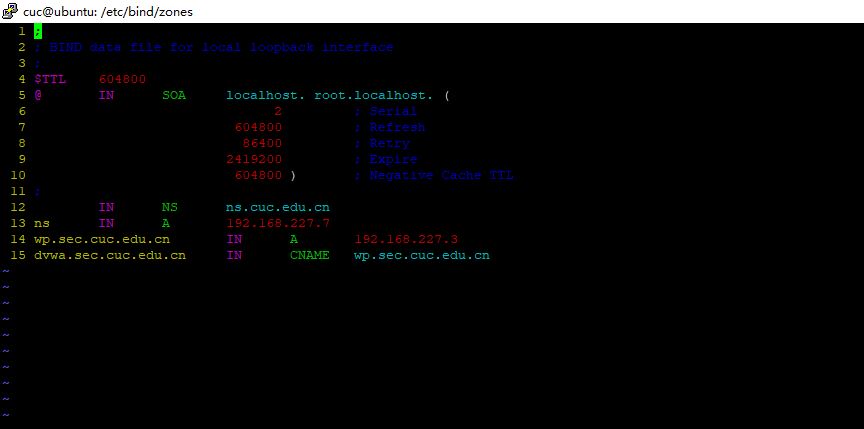 cuc@ubuntu: /etc/bind/zones
1 ;
2 ; BIND data file for local loopback interface
3 ;
4 $TTL    604800
5 @       IN      SOA     localhost. root.localhost. (
6                               2         ; Serial
7                          604800         ; Refresh
8                           86400         ; Retry
9                         2419200         ; Expire
10                         604800 )       ; Negative Cache TTL
11 ;
12         IN      NS      ns.cuc.edu.cn
13 ns      IN      A       192.168.227.7
14 wp.sec.cuc.edu.cn       IN      A       192.168.227.3
15 dvwa.sec.cuc.edu.cn     IN      CNAME   wp.sec.cuc.edu.cn
~
~
~
~
~
~
~
~
~
~